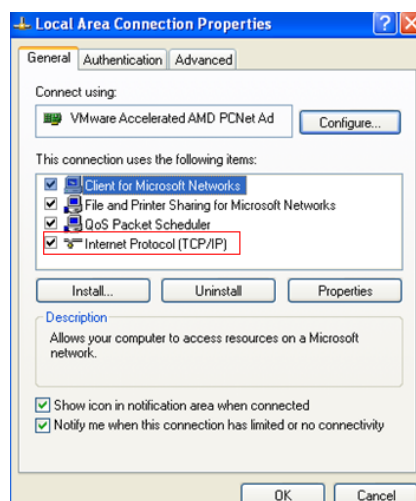 Local Area Connection Properties
General Authentication Advanced
Connect using:
VMware Accelerated AMD PCNet Ad Configure...
This connection uses the following items:
Client for Microsoft Networks
File and Printer Sharing for Microsoft Networks
QoS Packet Scheduler
Internet Protocol (TCP/IP)
Install... Uninstall Properties
Description
Allows your computer to access resources on a Microsoft
network.
Show icon in notification area when connected
Notify me when this connection has limited or no connectivity
OK Cancel